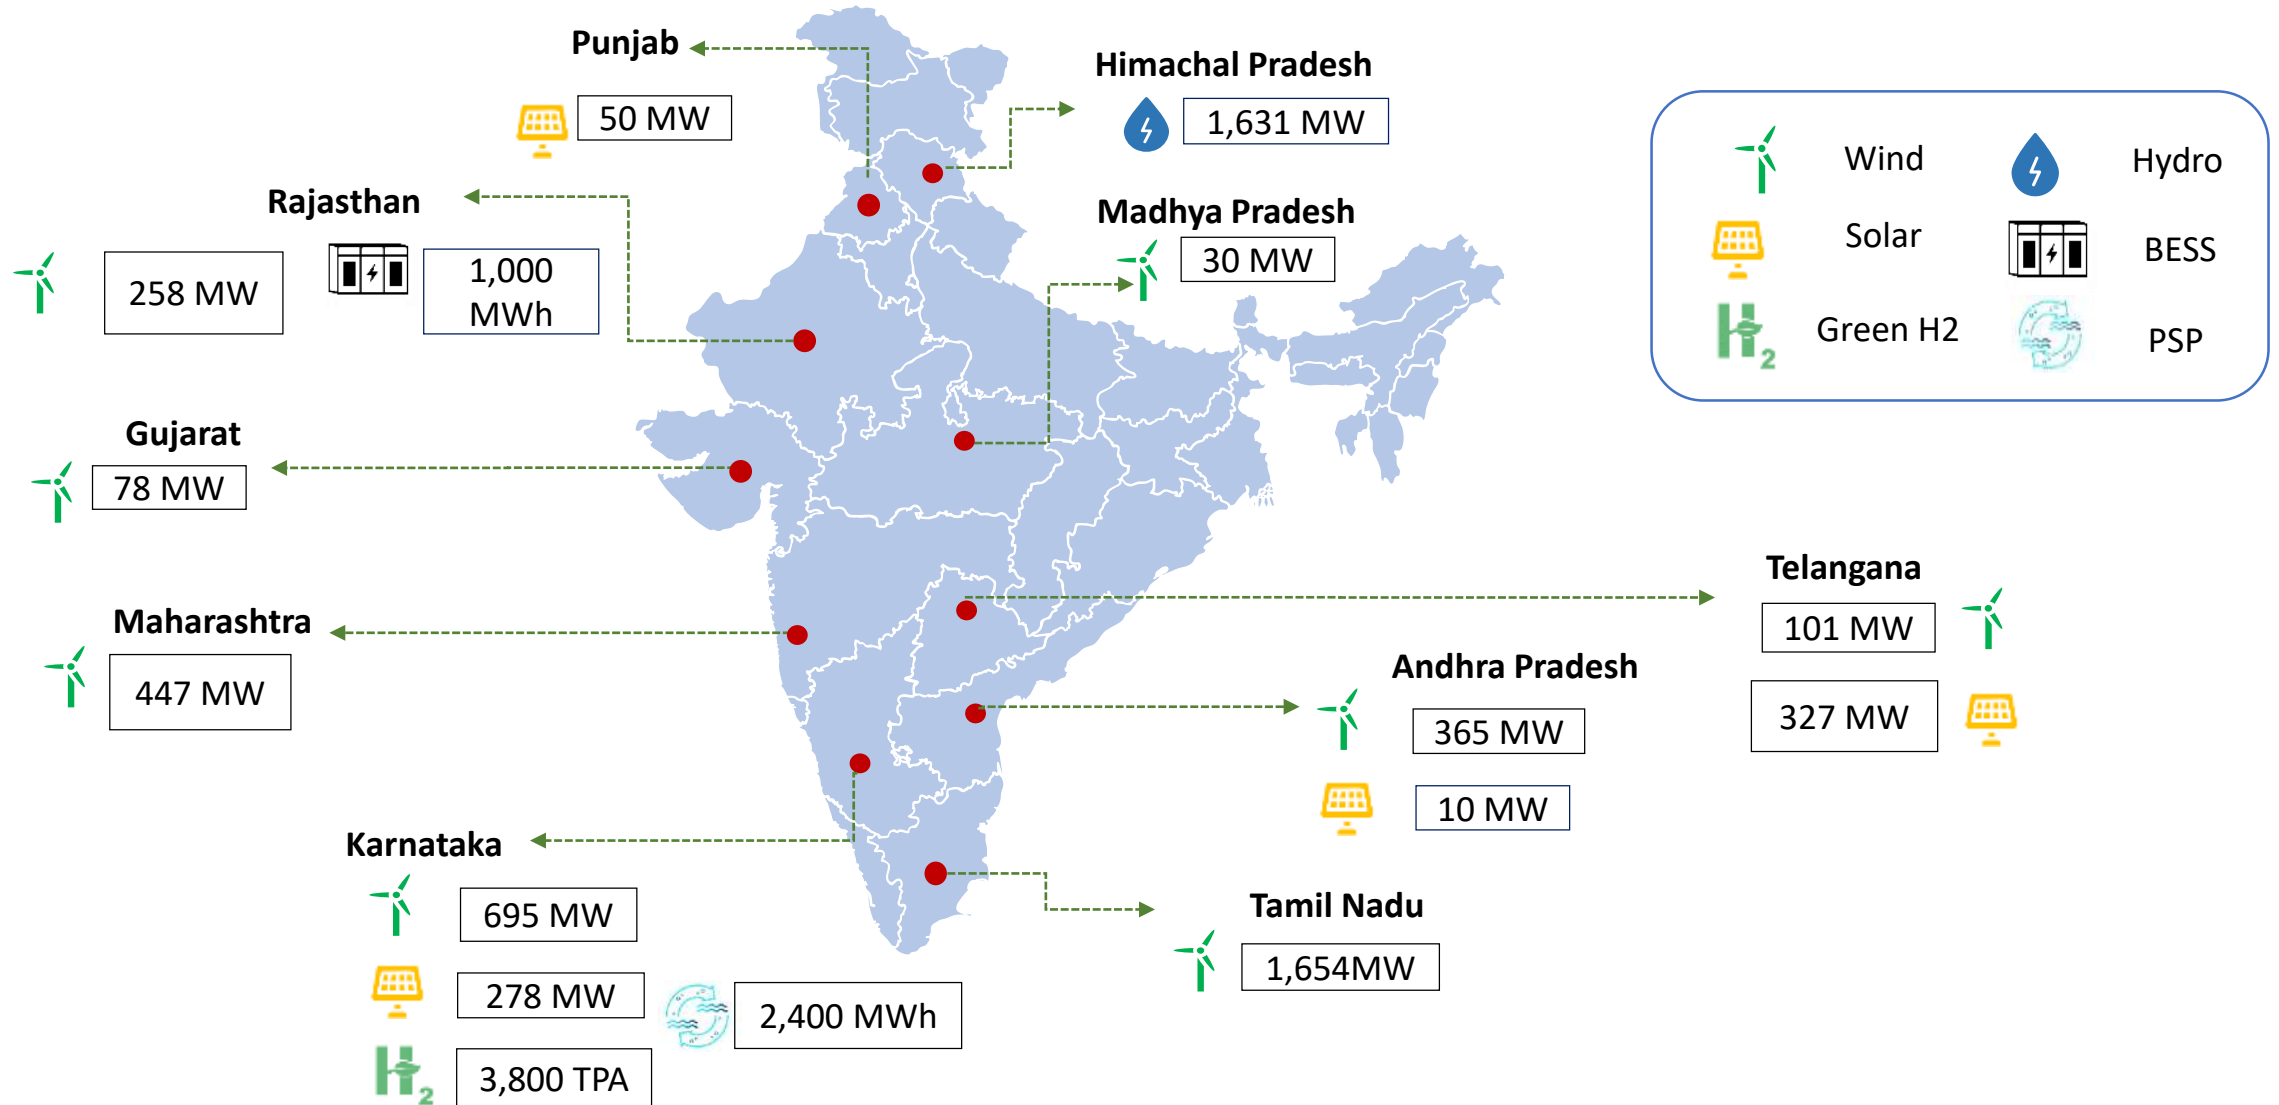 Punjab
50 MW
Himachal Pradesh
1,631 MW
Rajasthan
258 MW
1,000
MWh
Madhya Pradesh
30 MW
Wind
Hydro
Solar
BESS
H2
Green H2
PSP
Gujarat
78 MW
Maharashtra
447 MW
Telangana
101 MW
327 MW
Andhra Pradesh
365 MW
10 MW
Karnataka
695 MW
278 MW
2,400 MWh
H2
3,800 TPA
Tamil Nadu
1,654MW